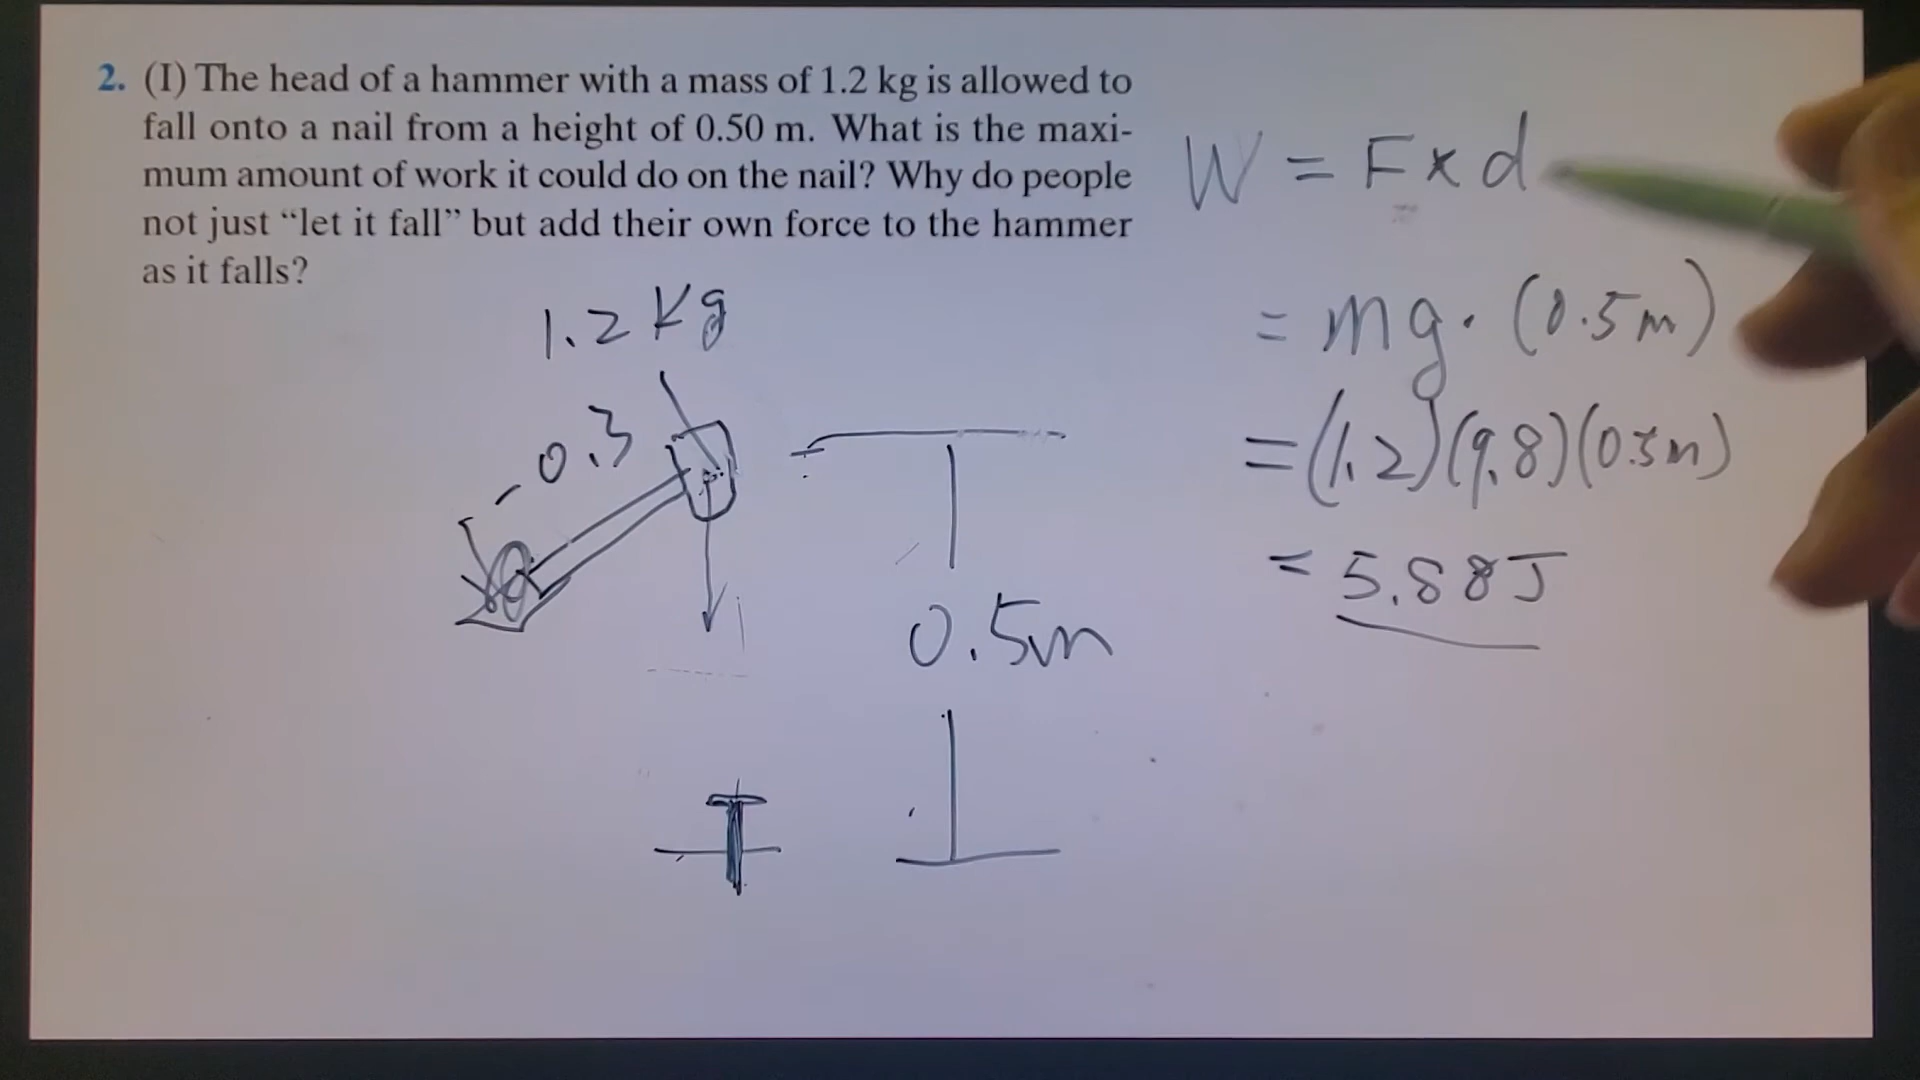 2. (I) The head of a hammer with a mass of 1.2 kg is allowed to
fall onto a nail from a height of 0.50 m. What is the maxi-
mum amount of work it could do on the nail? Why do people
not just “let it fall” but add their own force to the hammer
as it falls?
W = F x d
= mg · (0.5m)
= (1.2)(9.8)(0.5m)
= 5.88J
1.2 Kg
- 0.3
0.5m